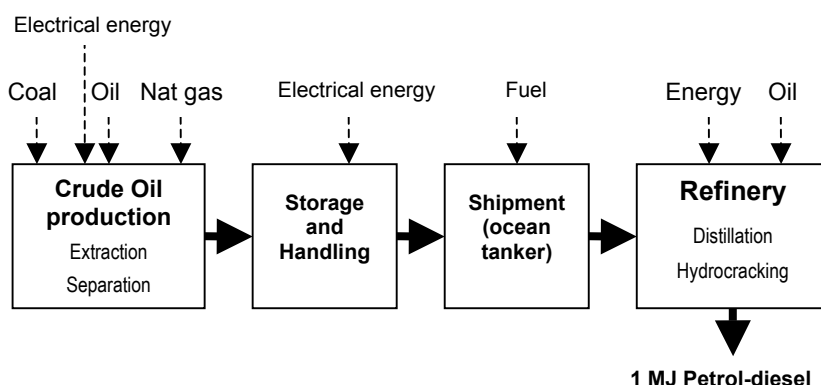 Electrical energy
Coal Oil Nat gas Electrical energy Fuel Energy Oil
Crude Oil
production
Extraction
Separation
Storage
and
Handling
Shipment
(ocean
tanker)
Refinery
Distillation
Hydrocracking
1 MJ Petrol-diesel